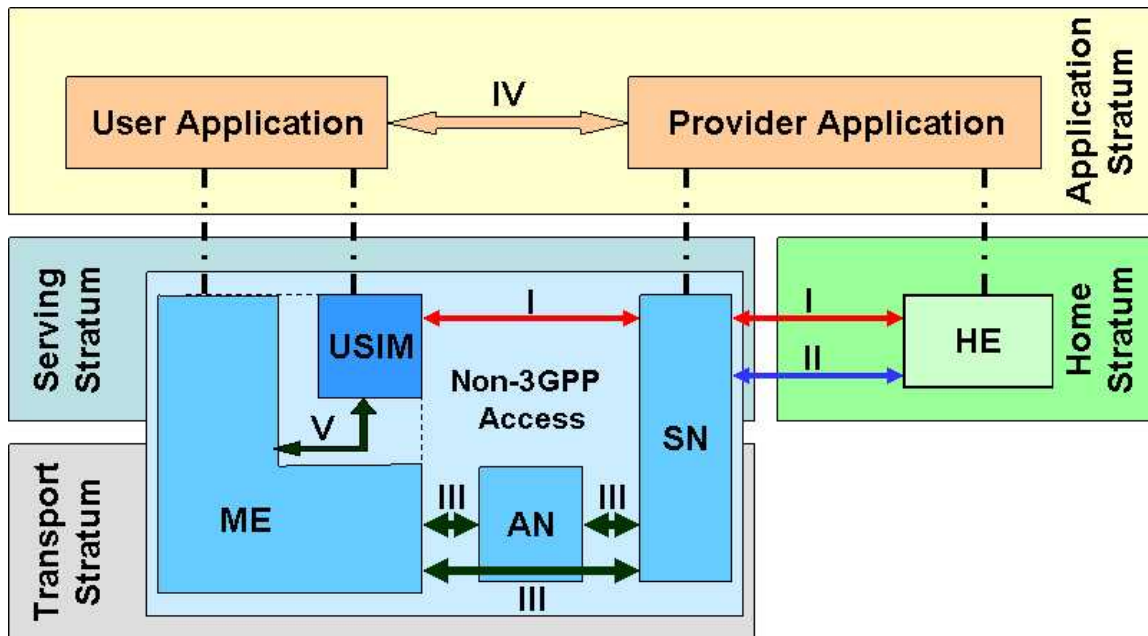 IV
User Application
Provider Application
Application
Stratum
I
I
USIM
HE
II
Non-3GPP
Access
Serving
Stratum
Home
Stratum
V
SN
III
III
ME
AN
III
Transport
Stratum